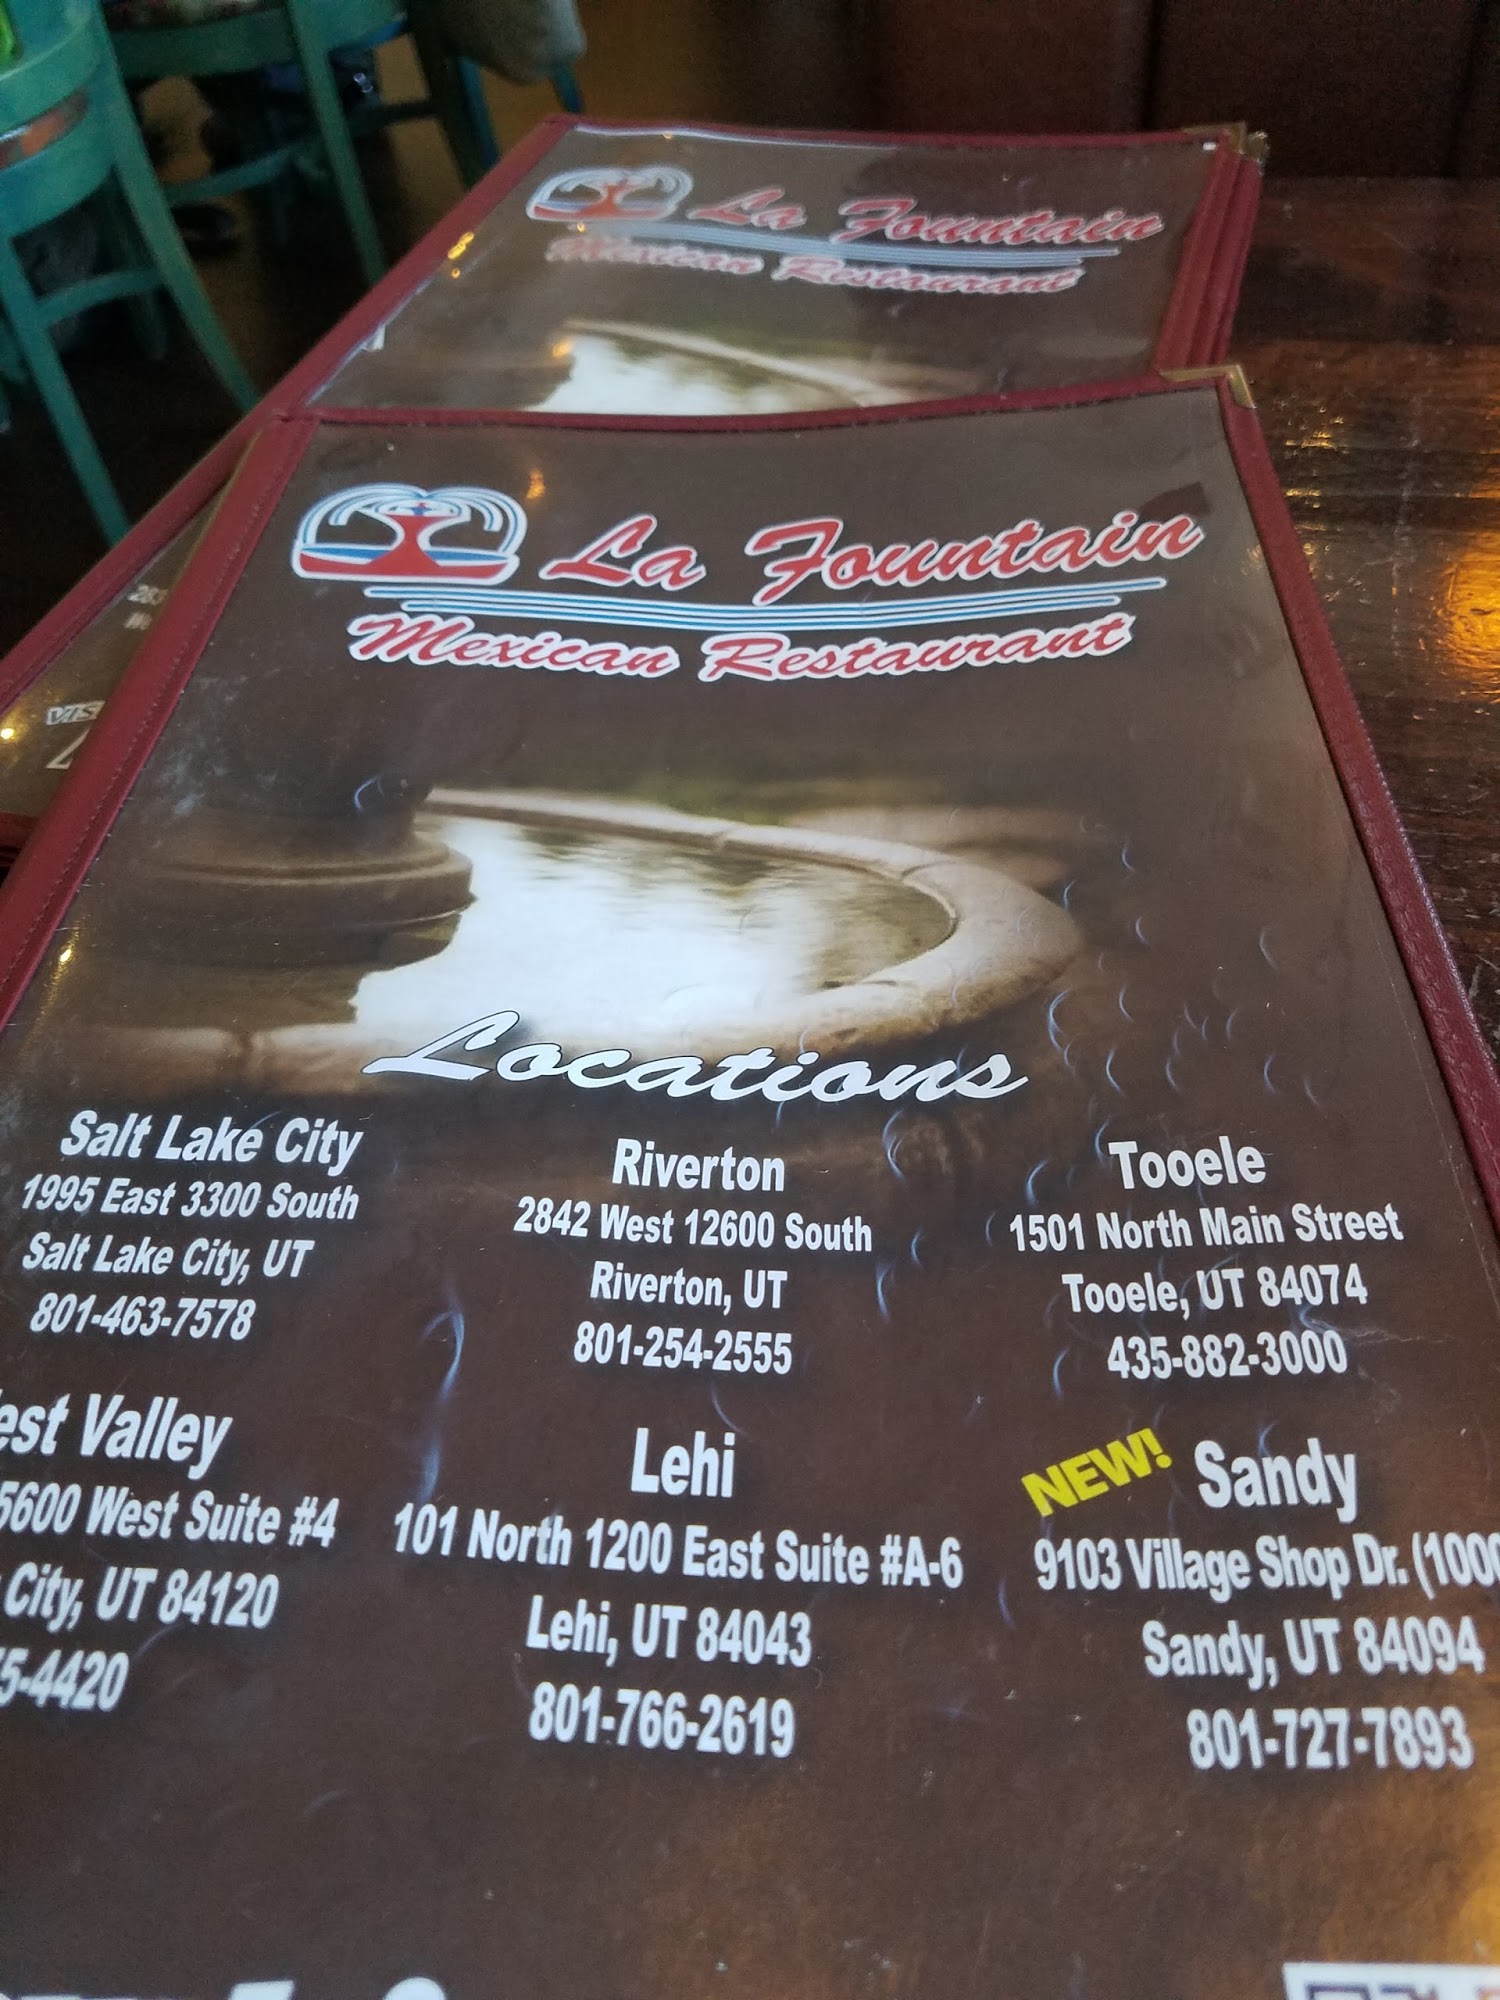 La Fountain
Mexican Restaurant
La Fountain
Mexican Restaurant
Locations
Salt Lake City
1995 East 3300 South
Salt Lake City, UT
801-463-7578
Riverton
2842 West 12600 South
Riverton, UT
801-254-2555
Tooele
1501 North Main Street
Tooele, UT 84074
435-882-3000
Valley
5600 West Suite #4
City, UT 84120
5-4420
Lehi
101 North 1200 East Suite #A-6
Lehi, UT 84043
801-766-2619
NEW! Sandy
9103 Village Shop Dr. (1000
Sandy, UT 84094
801-727-7893